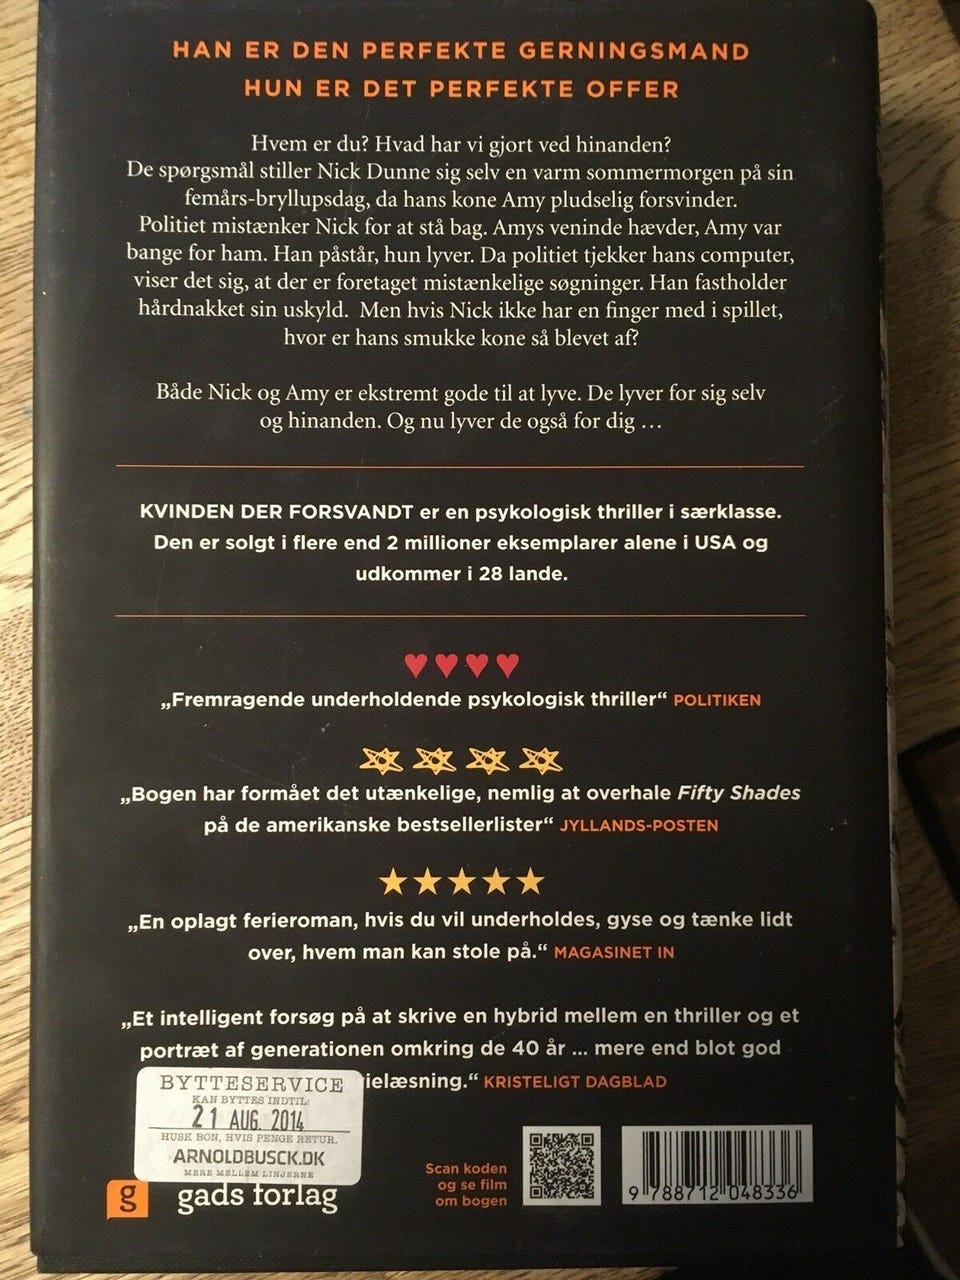 HAN ER DEN PERFEKTE GERNINGSMAND
HUN ER DET PERFEKTE OFFER
Hvem er du? Hvad har vi gjort ved hinanden?
De spørgsmål stiller Nick Dunne sig selv en varm sommermorgen på sin
femårs-bryllupsdag, da hans kone Amy pludselig forsvinder.
Politiet mistænker Nick for at stå bag. Amys veninde hævder, Amy var
bange for ham. Han påstår, hun lyver. Da politiet tjekker hans computer,
viser det sig, at der er foretaget mistænkelige søgninger. Han fastholder
hårdnakket sin uskyld. Men hvis Nick ikke har en finger med i spillet,
hvor er hans smukke kone så blevet af?
Både Nick og Amy er ekstremt gode til at lyve. De lyver for sig selv
og hinanden. Og nu lyver de også for dig …
KVINDEN DER FORSVANDT er en psykologisk thriller i særklasse.
Den er solgt i flere end 2 millioner eksemplarer alene i USA og
udkommer i 28 lande.
„Fremragende underholdende psykologisk thriller“ POLITIKEN
„Bogen har formået det utænkelige, nemlig at overhale Fifty Shades
på de amerikanske bestsellerlister“ JYLLANDS-POSTEN
„En oplagt ferieroman, hvis du vil underholdes, gyse og tænke lidt
over, hvem man kan stole på.“ MAGASINET IN
„Et intelligent forsøg på at skrive en hybrid mellem en thriller og et
portræt af generationen omkring de 40 år ... mere end blot god
ielæsning.“ KRISTELIGT DAGBLAD
BYTTESERVICE
KAN BYTTES INDTIL:
21 AUG. 2014
HUSK BON, HVIS PENGE RETUR.
ARNOLDBUSCK.DK
MERE MELLEM LINJERNE
g gads forlag
Scan koden
og se film
om bogen
9 788712 048336